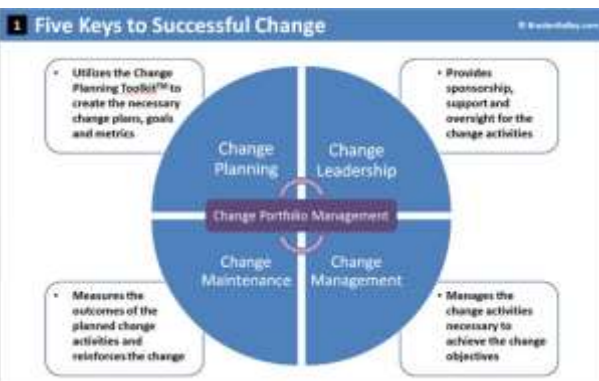 1 Five Keys to Successful Change
© BradenKelley.com
• Utilizes the Change
Planning Toolkit™ to
create the necessary
change plans, goals
and metrics
• Provides
sponsorship,
support and
oversight for the
change activities
Change
Planning
Change
Leadership
Change Portfolio Management
Change
Maintenance
Change
Management
• Measures the
outcomes of the
planned change
activities and
reinforces the change
• Manages the
change activities
necessary to
achieve the change
objectives